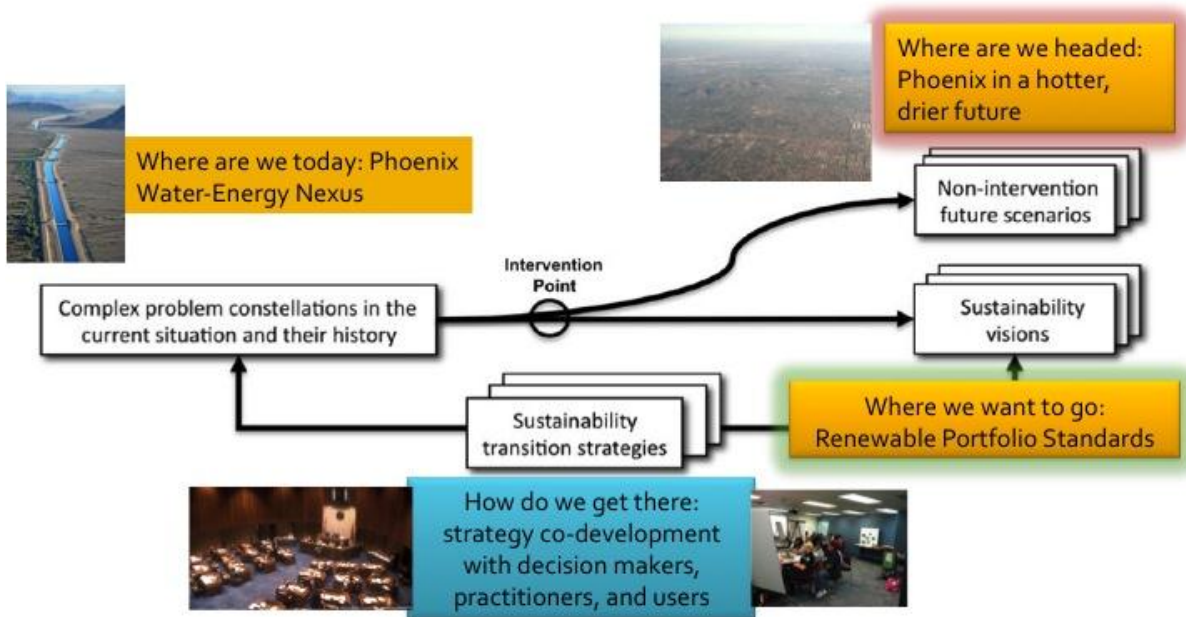 Where are we headed:
Phoenix in a hotter,
drier future
Where are we today: Phoenix
Water-Energy Nexus
Non-intervention
future scenarios
Intervention
Point
Complex problem constellations in the
current situation and their history
Sustainability
visions
Sustainability
transition strategies
Where we want to go:
Renewable Portfolio Standards
How do we get there:
strategy co-development
with decision makers,
practitioners, and users